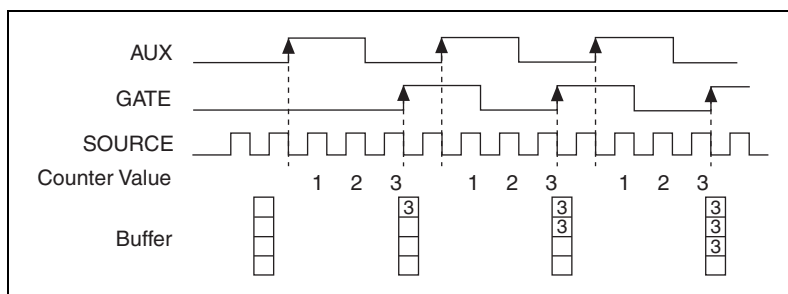 AUX
GATE
SOURCE
Counter Value 1 2 3 1 2 3 1 2 3
Buffer
3 3 3
3 3
3